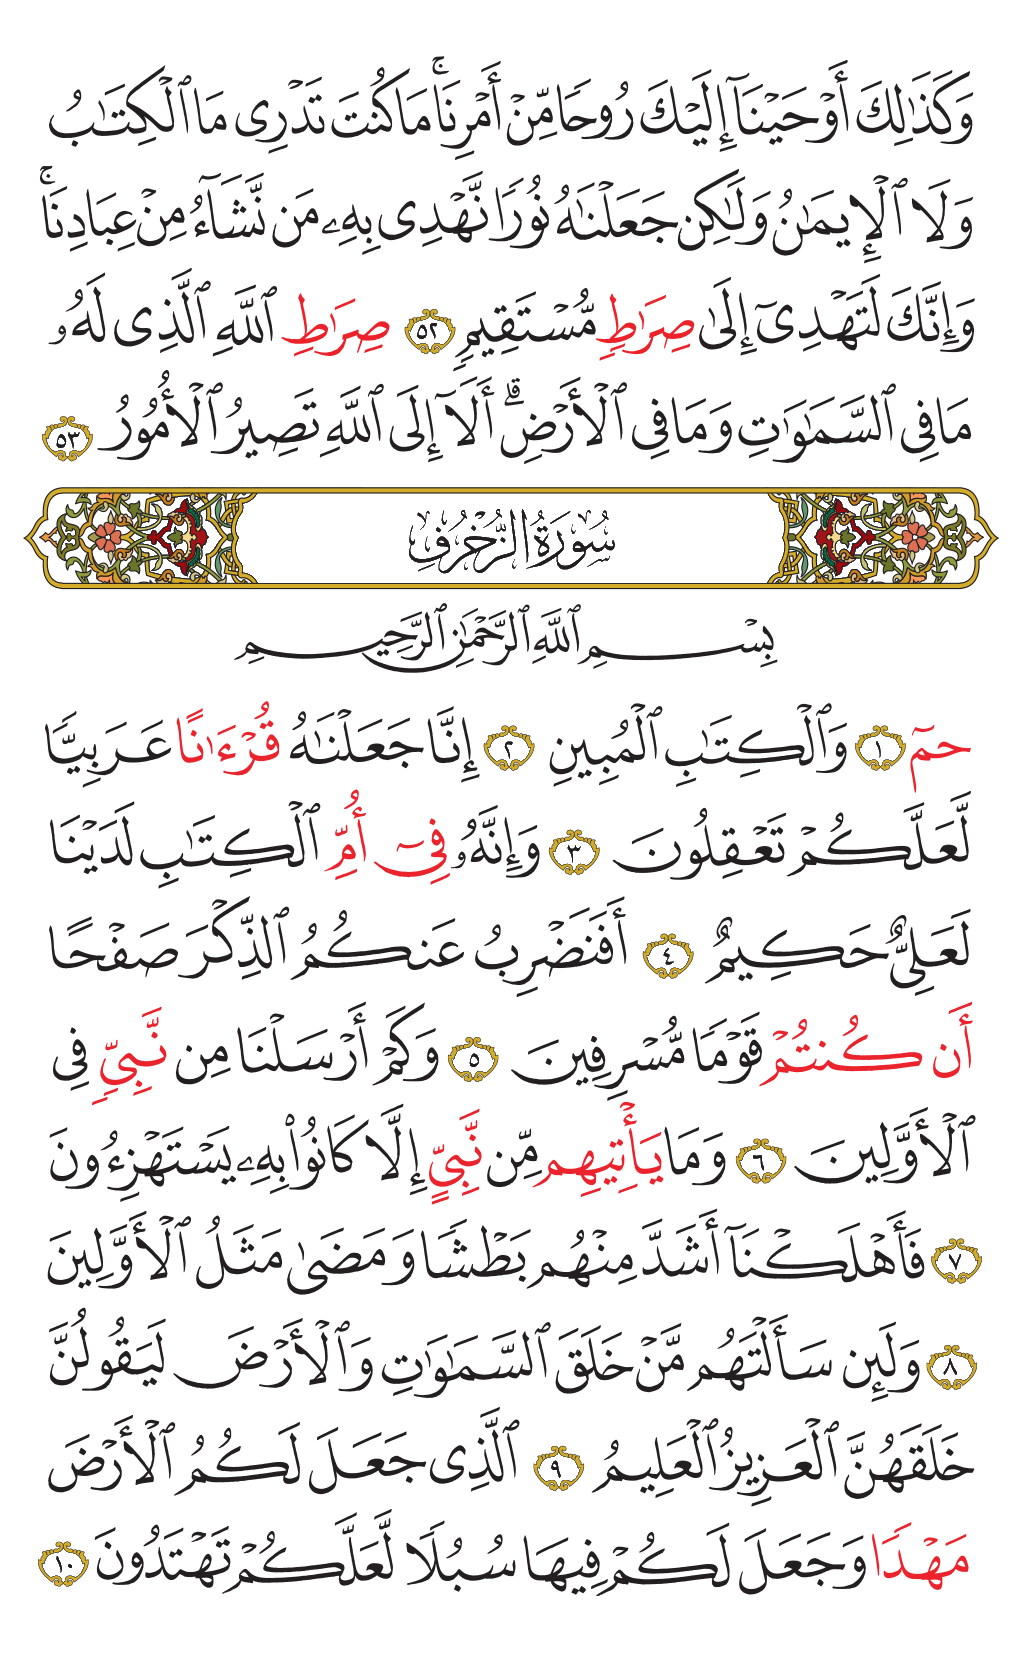 وَكَذَٰلِكَ أَوْحَيْنَآ إِلَيْكَ رُوحًا مِّنْ أَمْرِنَا ۚ مَا كُنتَ تَدْرِى مَا ٱلْكِتَـٰبُ
وَلَا ٱلْإِيمَـٰنُ وَلَـٰكِن جَعَلْنَـٰهُ نُورًا نَّهْدِى بِهِۦ مَن نَّشَآءُ مِنْ عِبَادِنَا ۚ
وَإِنَّكَ لَتَهْدِىٓ إِلَىٰ صِرَٰطٍ مُّسْتَقِيمٍ ٥٢ صِرَٰطِ ٱللَّهِ ٱلَّذِى لَهُۥ
مَا فِى ٱلسَّمَـٰوَٰتِ وَمَا فِى ٱلْأَرْضِ ۗ أَلَآ إِلَى ٱللَّهِ تَصِيرُ ٱلْأُمُورُ ٥٣
سُورَةُ الزُّخْرُفِ
بِسْمِ ٱللَّهِ ٱلرَّحْمَـٰنِ ٱلرَّحِيمِ
حمٓ ١ وَٱلْكِتَـٰبِ ٱلْمُبِينِ ٢ إِنَّا جَعَلْنَـٰهُ قُرْءَٰنًا عَرَبِيًّا
لَّعَلَّكُمْ تَعْقِلُونَ ٣ وَإِنَّهُۥ فِىٓ أُمِّ ٱلْكِتَـٰبِ لَدَيْنَا
لَعَلِىٌّ حَكِيمٌ ٤ أَفَنَضْرِبُ عَنكُمُ ٱلذِّكْرَ صَفْحًا
أَن كُنتُمْ قَوْمًا مُّسْرِفِينَ ٥ وَكَمْ أَرْسَلْنَا مِن نَّبِىٍّ فِى
ٱلْأَوَّلِينَ ٦ وَمَا يَأْتِيهِم مِّن نَّبِىٍّ إِلَّا كَانُوا۟ بِهِۦ يَسْتَهْزِءُونَ
٧ فَأَهْلَكْنَآ أَشَدَّ مِنْهُم بَطْشًا وَمَضَىٰ مَثَلُ ٱلْأَوَّلِينَ
٨ وَلَئِن سَأَلْتَهُم مَّنْ خَلَقَ ٱلسَّمَـٰوَٰتِ وَٱلْأَرْضَ لَيَقُولُنَّ
خَلَقَهُنَّ ٱلْعَزِيزُ ٱلْعَلِيمُ ٩ ٱلَّذِى جَعَلَ لَكُمُ ٱلْأَرْضَ
مَهْدًا وَجَعَلَ لَكُمْ فِيهَا سُبُلًا لَّعَلَّكُمْ تَهْتَدُونَ ١٠